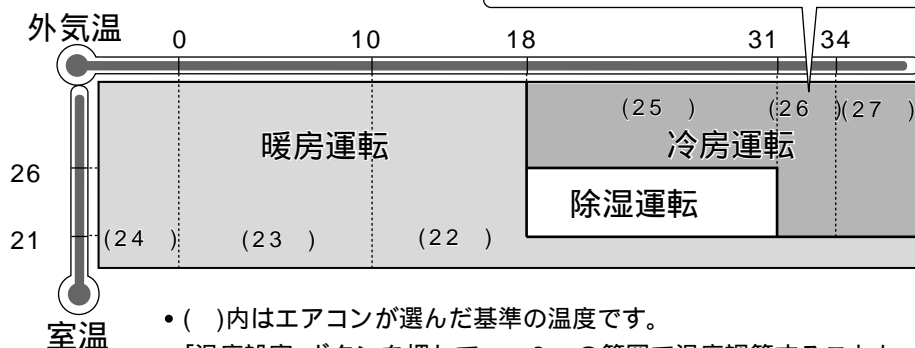 外気温
0 10 18 31 34
(25 ) (26 )(27 )
暖房運転 冷房運転
26
除湿運転
21 (24 ) (23 ) (22 )
室温
• ( )内はエアコンが選んだ基準の温度です。